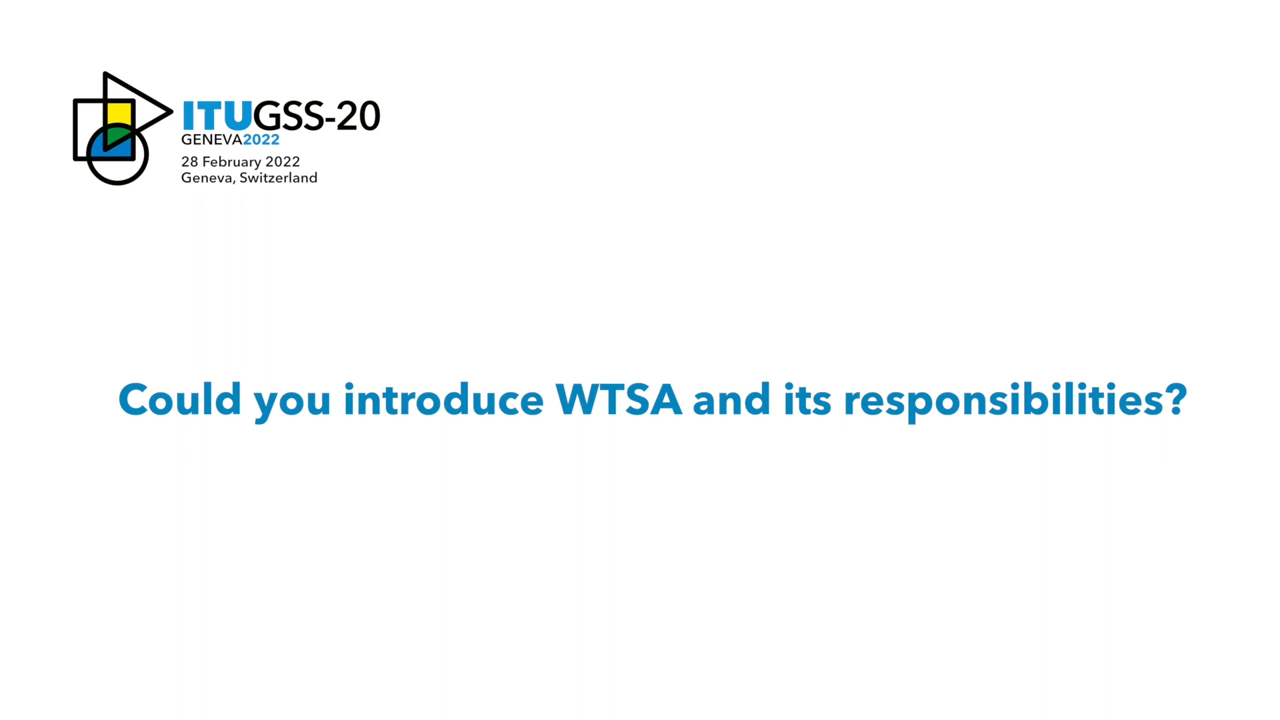 ITUGSS-20
GENEVA2022
28 February 2022
Geneva, Switzerland
Could you introduce WTSA and its responsibilities?